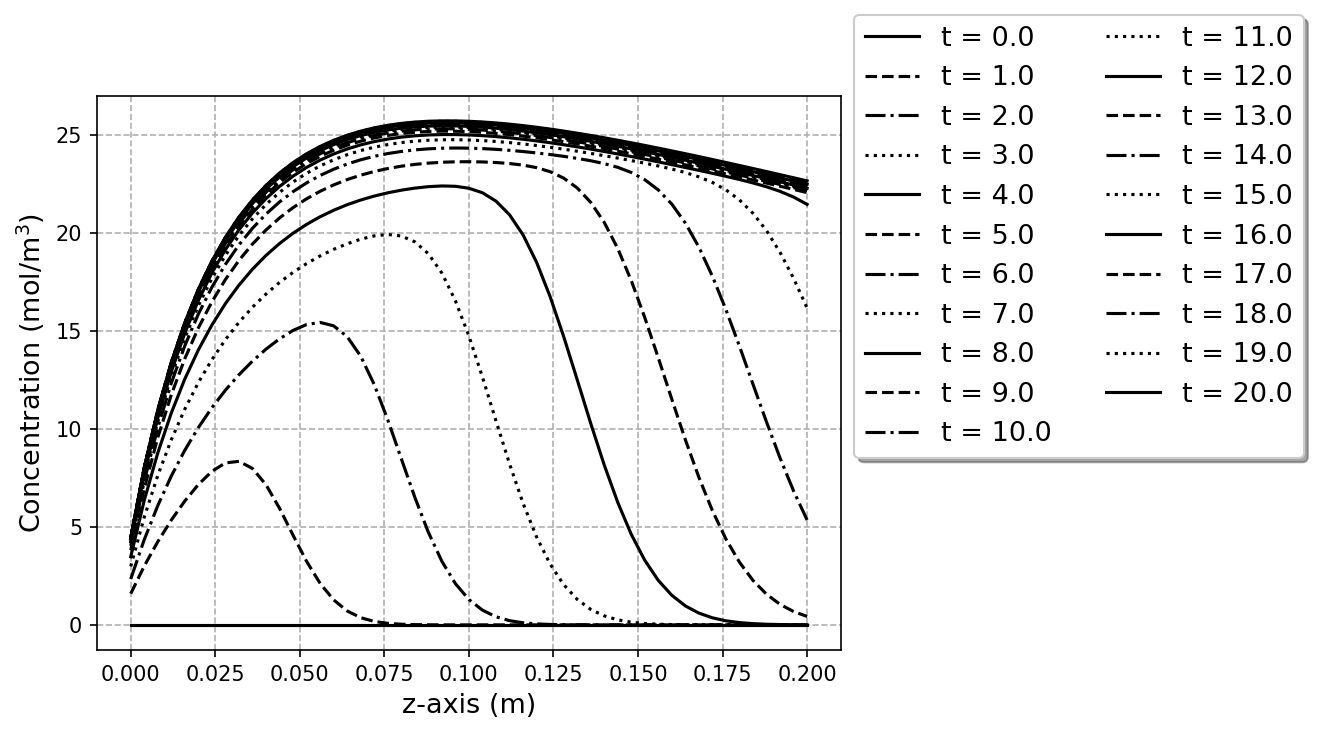 25
20
15
10
5
0
Concentration (mol/m³)
0.000 0.025 0.050 0.075 0.100 0.125 0.150 0.175 0.200
z-axis (m)
t = 0.0
t = 1.0
t = 2.0
t = 3.0
t = 4.0
t = 5.0
t = 6.0
t = 7.0
t = 8.0
t = 9.0
t = 10.0
t = 11.0
t = 12.0
t = 13.0
t = 14.0
t = 15.0
t = 16.0
t = 17.0
t = 18.0
t = 19.0
t = 20.0